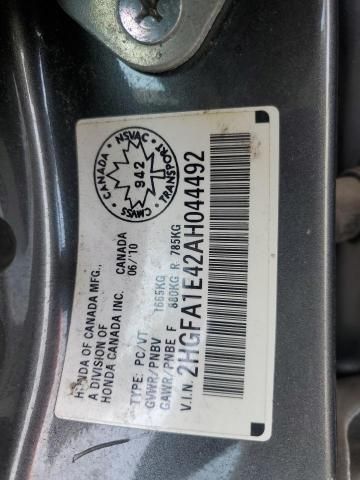 HONDA OF CANADA MFG.,
A DIVISION OF
HONDA CANADA INC.
CANADA
06/'10
TYPE: PC/VT
GVWR/PNBV 1665KG
GAWR/PNBE F 880KG R 785KG
V.I.N. 2HGFA1E42AH044492
CANADA
NSVAC
TRANSPORT
CMVSS
942